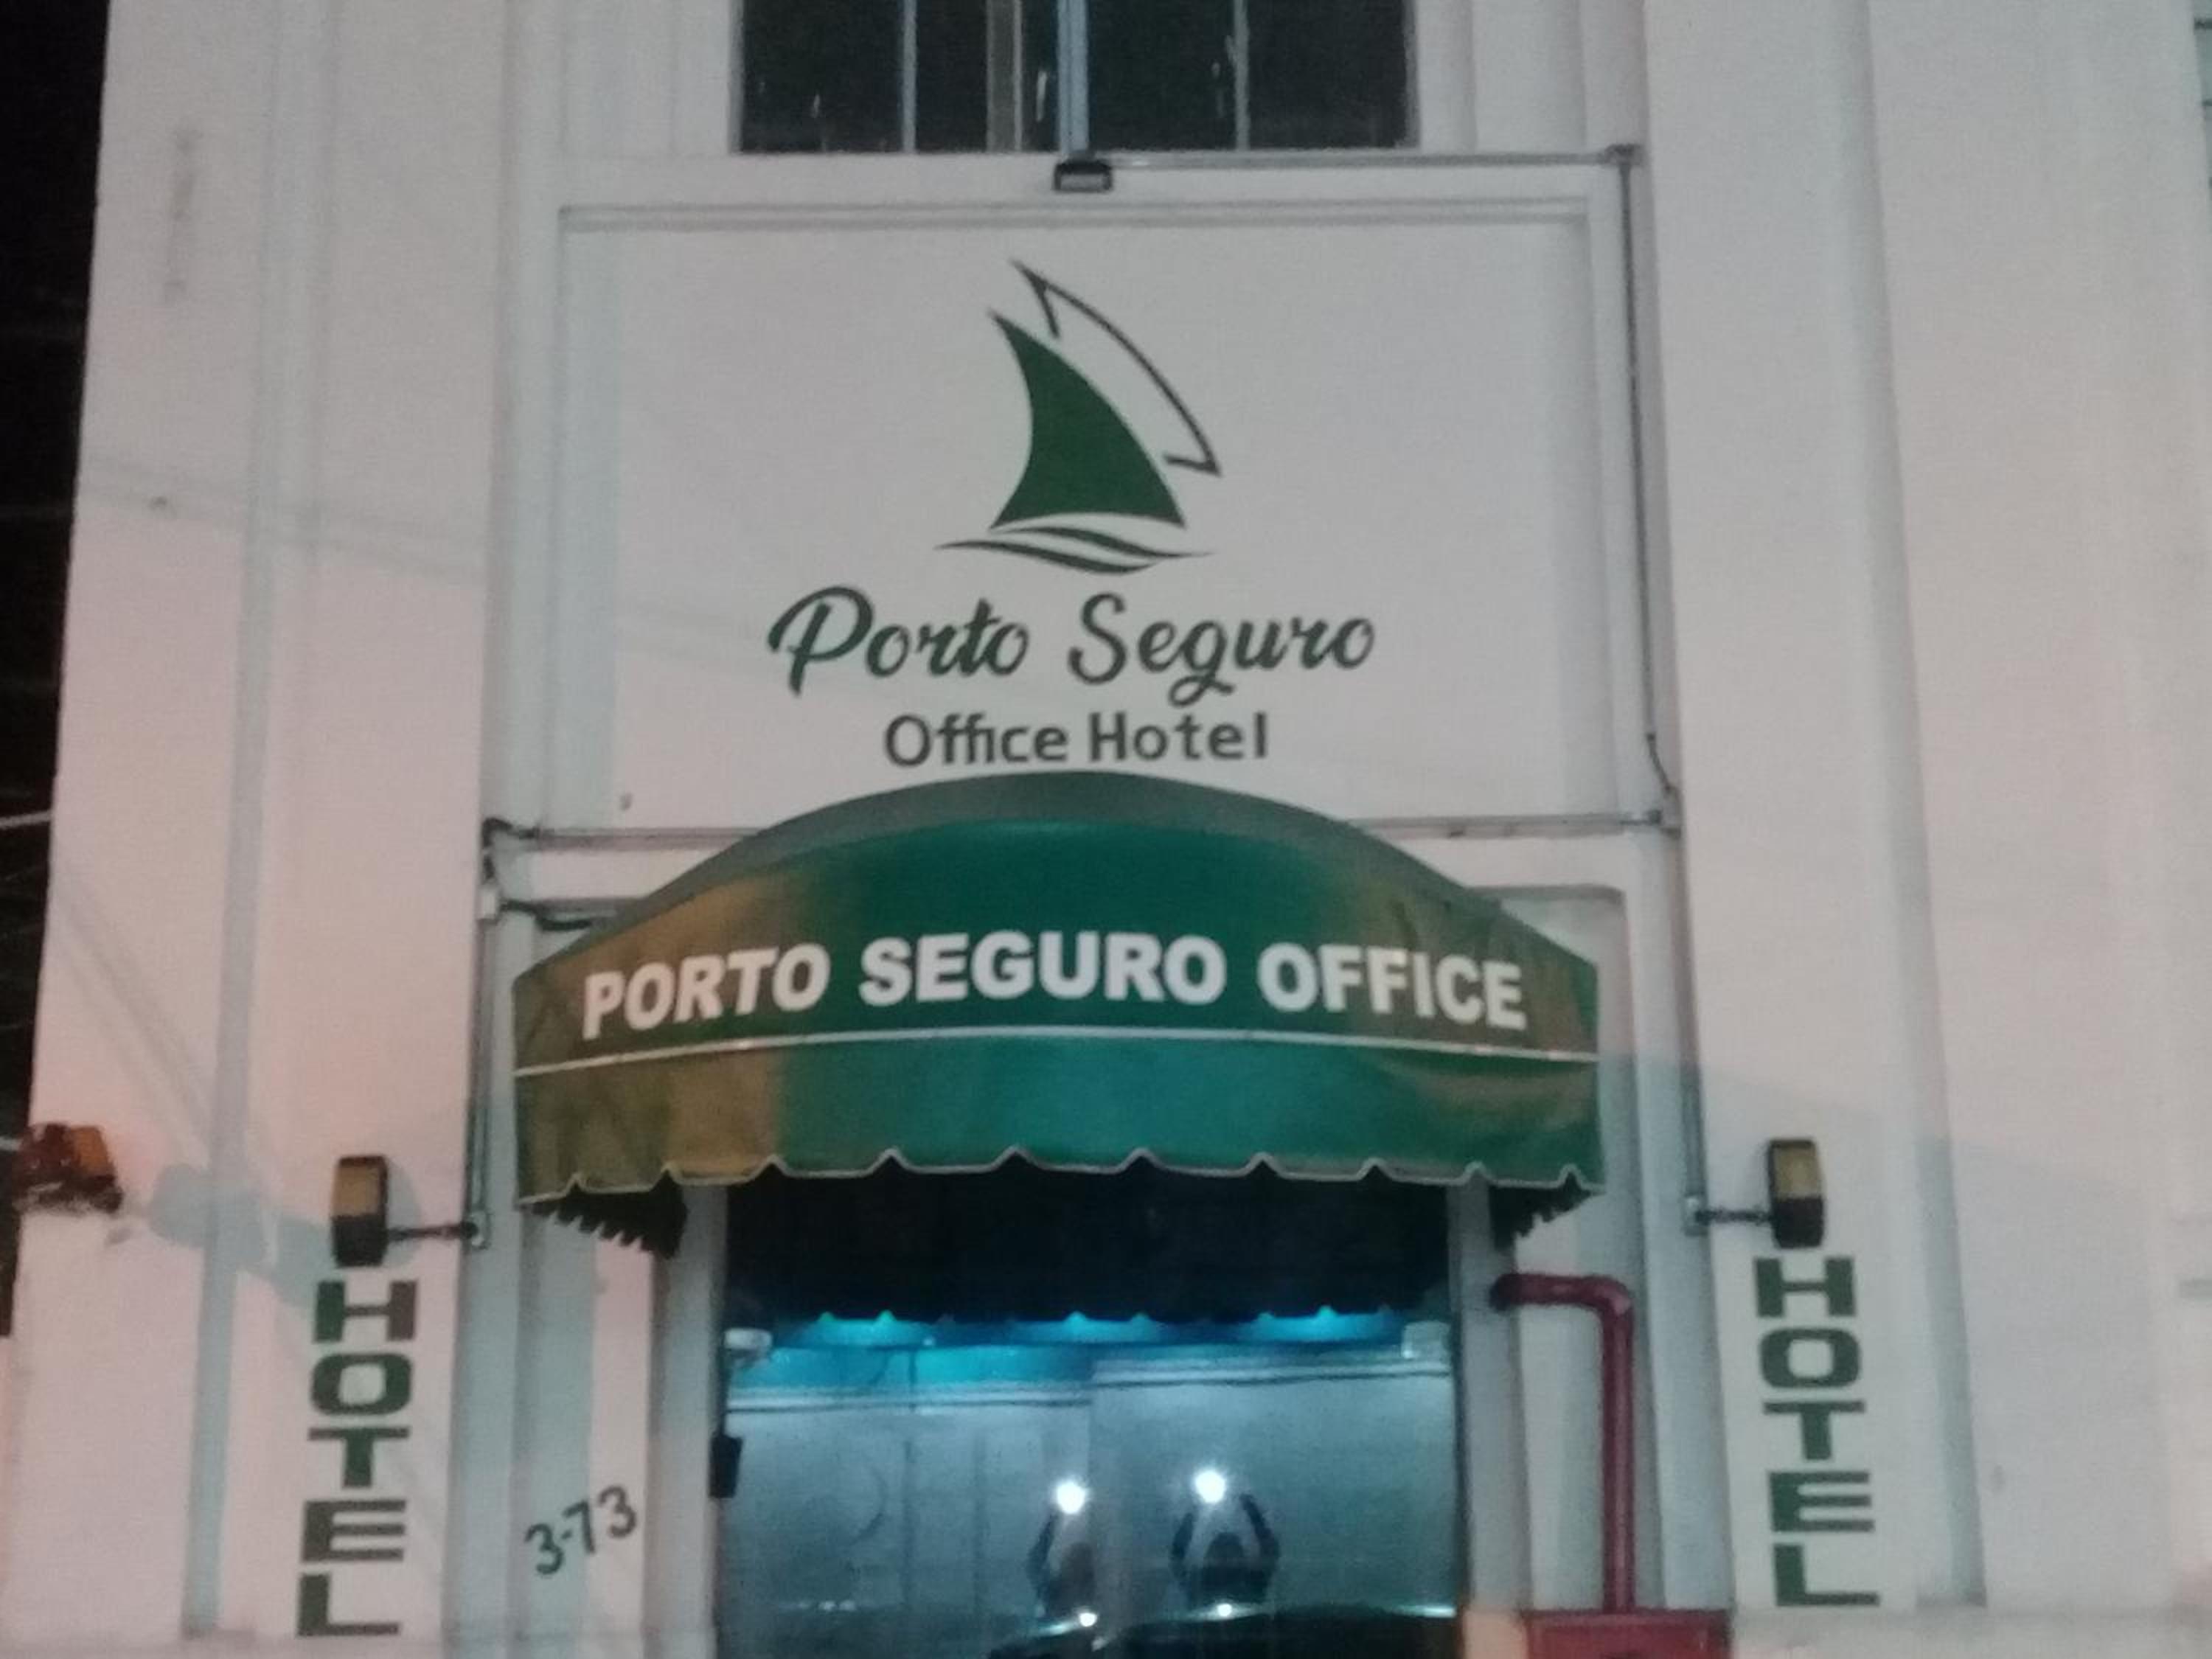 Porto Seguro
Office Hotel
PORTO SEGURO OFFICE
HOTEL
HOTEL
3-73